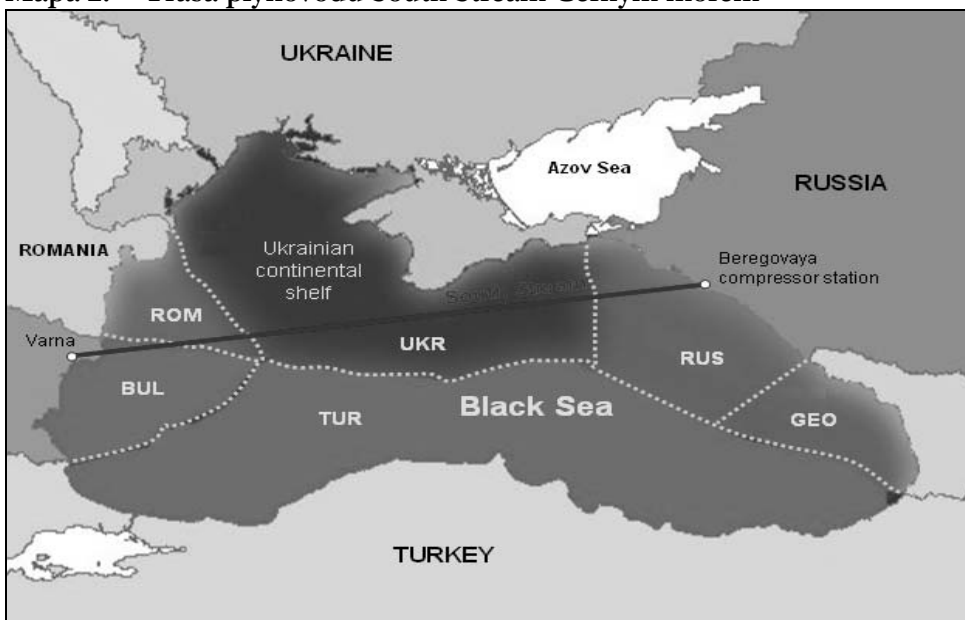 UKRAINE
Azov Sea
RUSSIA
ROMANIA
Ukrainian
continental
shelf
Beregovaya
compressor station
South Stream
ROM
Varna
UKR
RUS
BUL
TUR
Black Sea
GEO
TURKEY